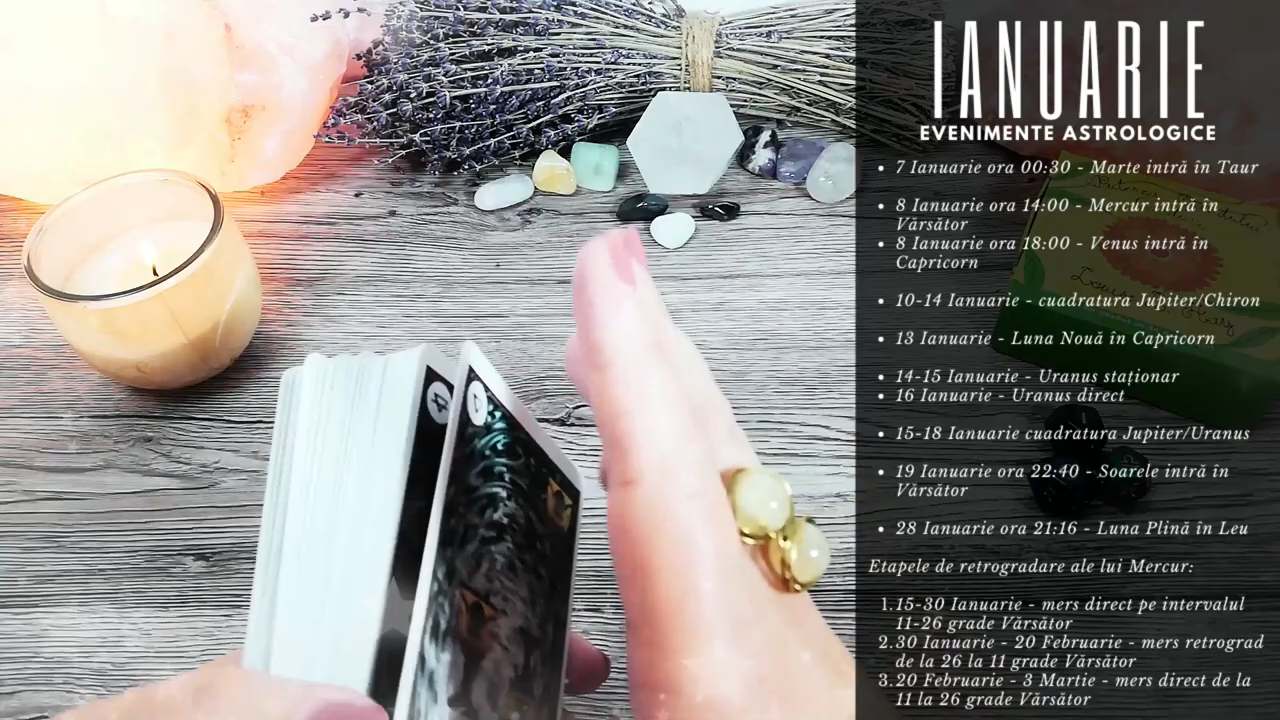 IANUARIE
EVENIMENTE ASTROLOGICE
• 7 Ianuarie ora 00:30 - Marte intră în Taur
• 8 Ianuarie ora 14:00 - Mercur intră în
Vărsător
• 8 Ianuarie ora 18:00 - Venus intră în
Capricorn
• 10-14 Ianuarie - cuadratura Jupiter/Chiron
• 13 Ianuarie - Luna Nouă în Capricorn
• 14-15 Ianuarie - Uranus staționar
• 16 Ianuarie - Uranus direct
• 15-18 Ianuarie cuadratura Jupiter/Uranus
• 19 Ianuarie ora 22:40 - Soarele intră în
Vărsător
• 28 Ianuarie ora 21:16 - Luna Plină în Leu
Etapele de retrogradare ale lui Mercur:
1. 15-30 Ianuarie - mers direct pe intervalul
11-26 grade Vărsător
2. 30 Ianuarie - 20 Februarie - mers retrograd
de la 26 la 11 grade Vărsător
3. 20 Februarie - 3 Martie - mers direct de la
11 la 26 grade Vărsător